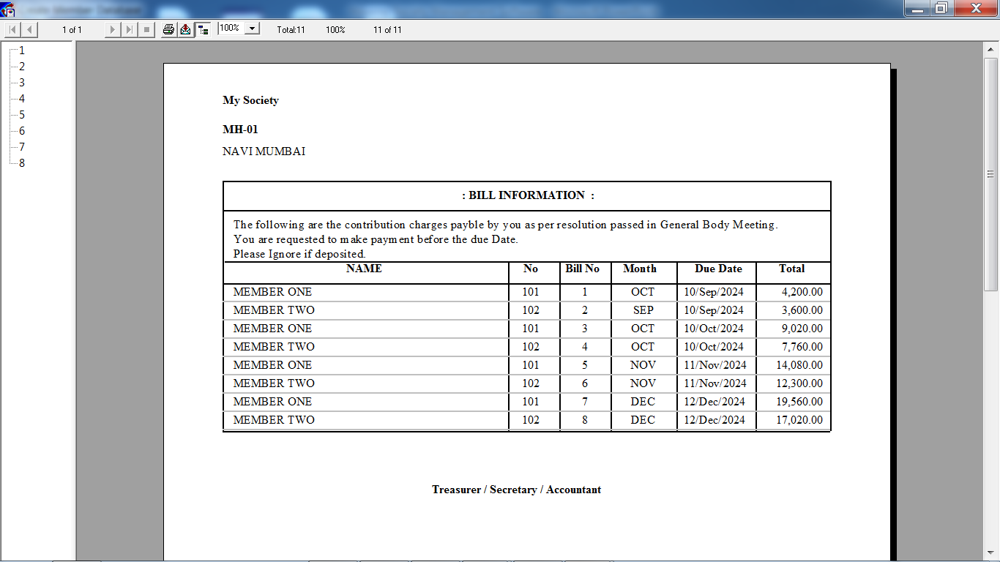 1 of 1 100% Total:11 100% 11 of 11
1
2
3
4
5
6
7
8
My Society
MH-01
NAVI MUMBAI
: BILL INFORMATION :
The following are the contribution charges payble by you as per resolution passed in General Body Meeting.
You are requested to make payment before the due Date.
Please Ignore if deposited.
NAME No Bill No Month Due Date Total
MEMBER ONE 101 1 OCT 10/Sep/2024 4,200.00
MEMBER TWO 102 2 SEP 10/Sep/2024 3,600.00
MEMBER ONE 101 3 OCT 10/Oct/2024 9,020.00
MEMBER TWO 102 4 OCT 10/Oct/2024 7,760.00
MEMBER ONE 101 5 NOV 11/Nov/2024 14,080.00
MEMBER TWO 102 6 NOV 11/Nov/2024 12,300.00
MEMBER ONE 101 7 DEC 12/Dec/2024 19,560.00
MEMBER TWO 102 8 DEC 12/Dec/2024 17,020.00
Treasurer / Secretary / Accountant